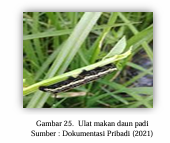 Gambar 25.  Ulat makan daun padi
Sumber : Dokumentasi Pribadi (2021)